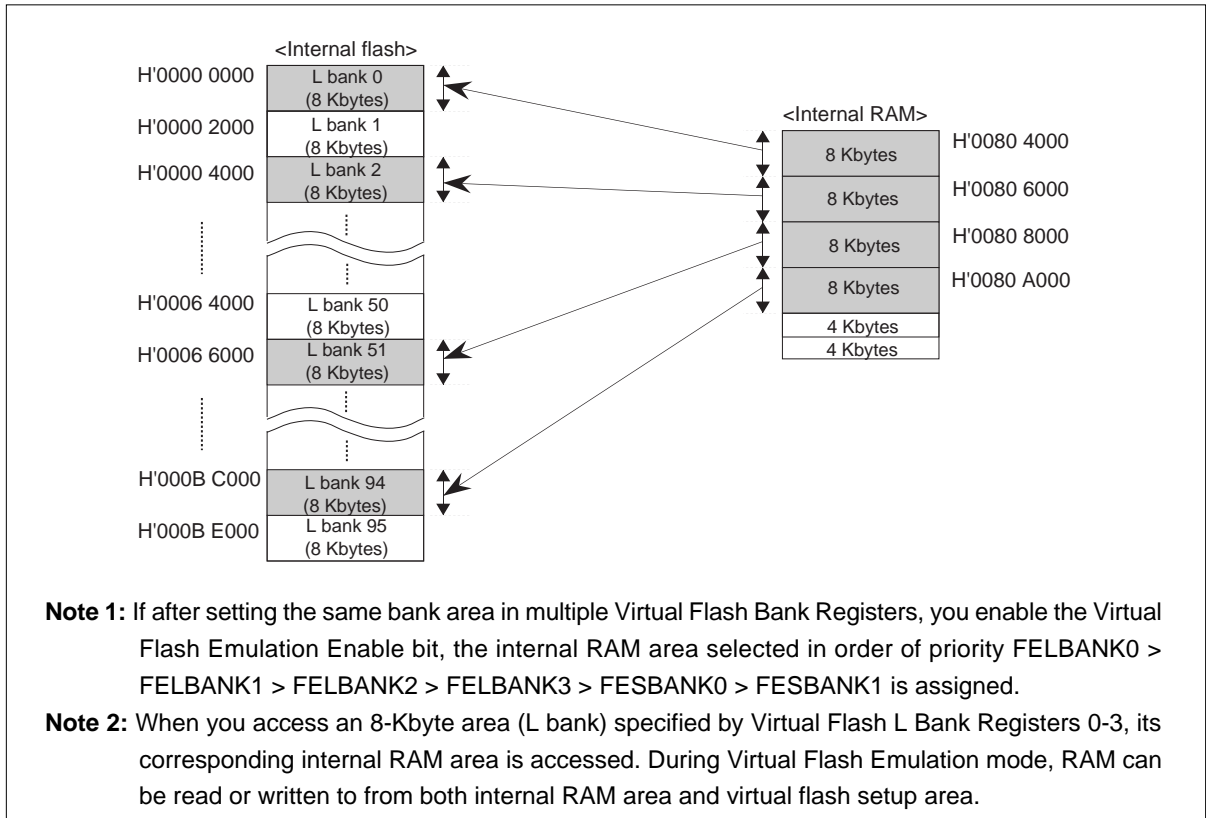 <Internal flash>
H'0000 0000
L bank 0
(8 Kbytes)
H'0000 2000
L bank 1
(8 Kbytes)
H'0000 4000
L bank 2
(8 Kbytes)
H'0006 4000
L bank 50
(8 Kbytes)
H'0006 6000
L bank 51
(8 Kbytes)
H'000B C000
L bank 94
(8 Kbytes)
H'000B E000
L bank 95
(8 Kbytes)
<Internal RAM>
8 Kbytes
H'0080 4000
8 Kbytes
H'0080 6000
8 Kbytes
H'0080 8000
8 Kbytes
H'0080 A000
4 Kbytes
4 Kbytes
Note 1: If after setting the same bank area in multiple Virtual Flash Bank Registers, you enable the Virtual
Flash Emulation Enable bit, the internal RAM area selected in order of priority FELBANK0 >
FELBANK1 > FELBANK2 > FELBANK3 > FESBANK0 > FESBANK1 is assigned.
Note 2: When you access an 8-Kbyte area (L bank) specified by Virtual Flash L Bank Registers 0-3, its
corresponding internal RAM area is accessed. During Virtual Flash Emulation mode, RAM can
be read or written to from both internal RAM area and virtual flash setup area.